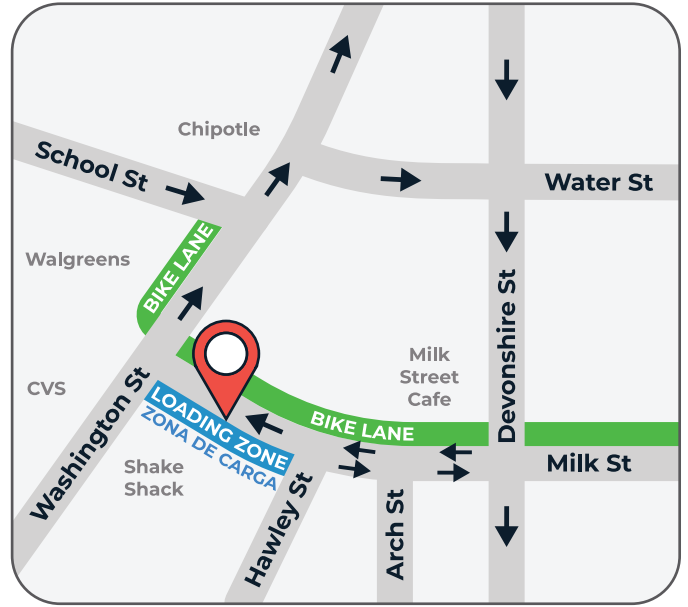 Chipotle
School St
Water St
Walgreens
BIKE LANE
Devonshire St
Milk
Street
Cafe
CVS
Washington St
LOADING ZONE
ZONA DE CARGA
BIKE LANE
Milk St
Shake
Shack
Hawley St
Arch St